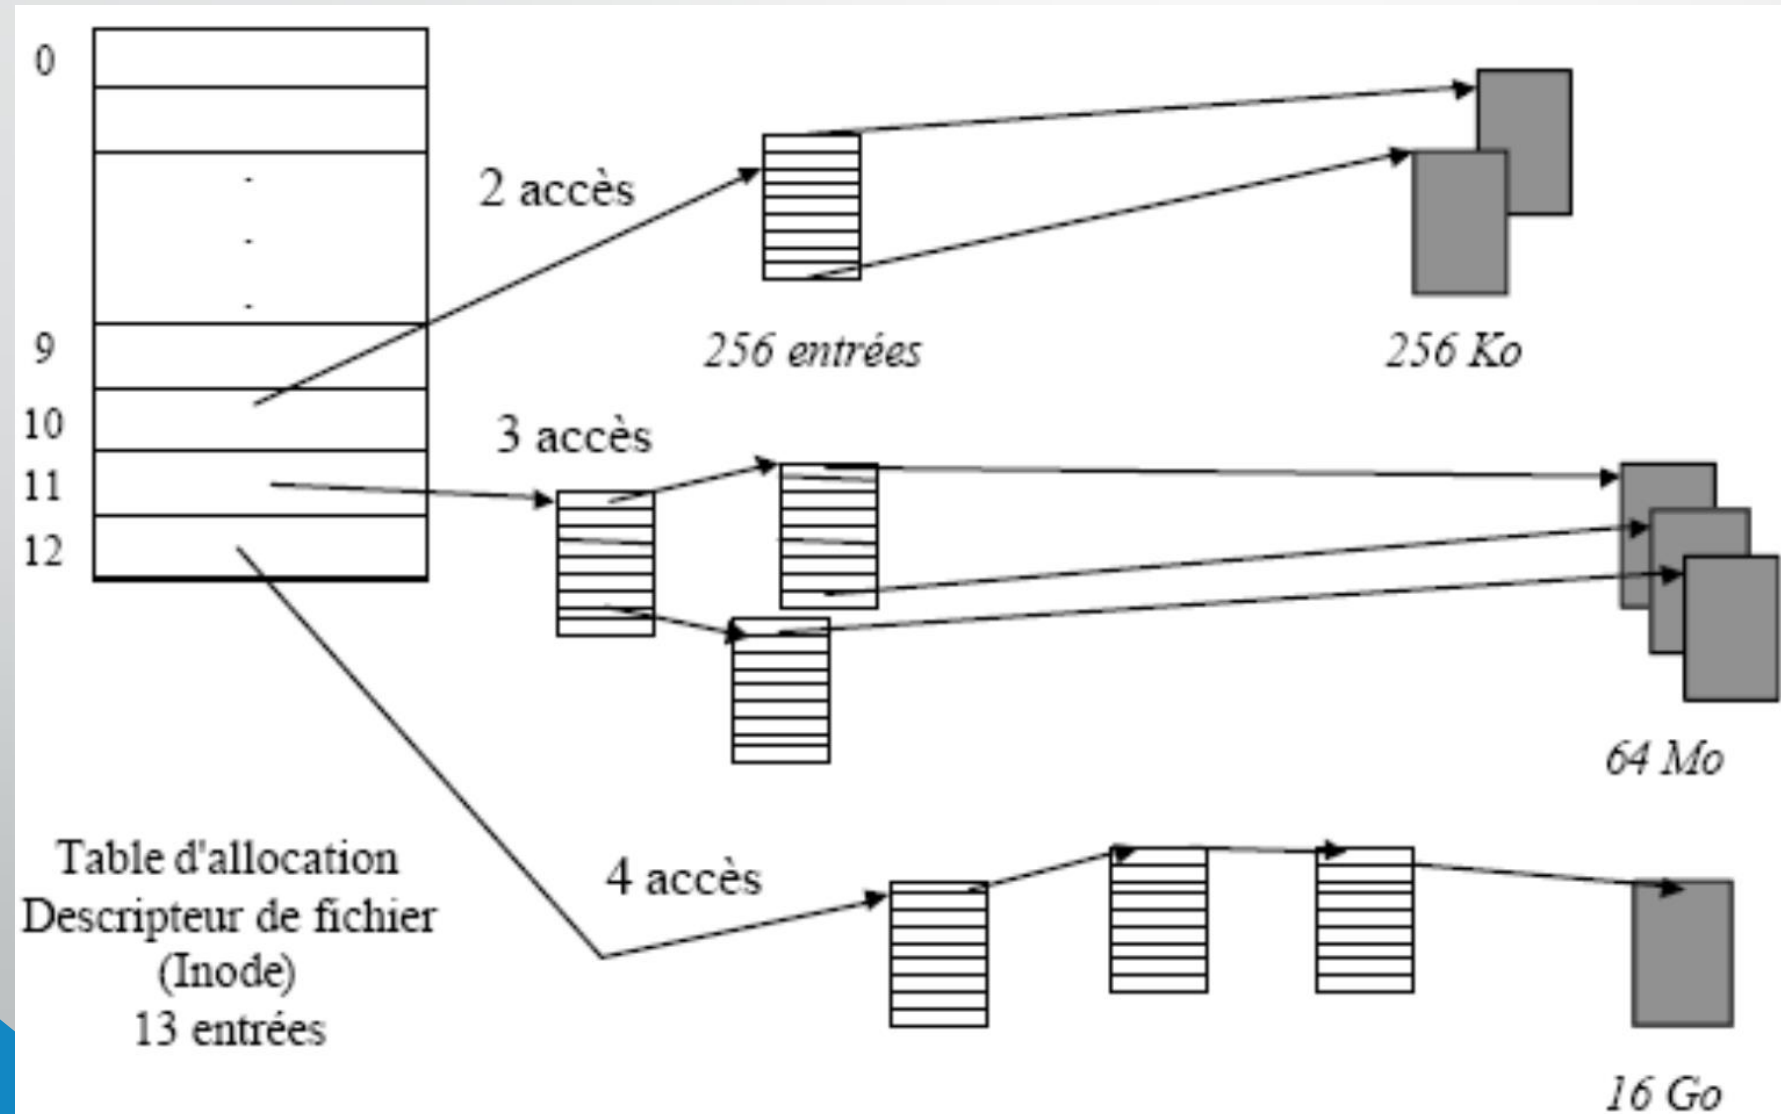 0
9
10
11
12
2 accès
256 entrées
256 Ko
3 accès
64 Mo
4 accès
16 Go
Table d'allocation
Descripteur de fichier
(Inode)
13 entrées